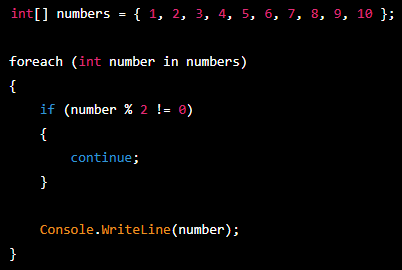 int[] numbers = { 1, 2, 3, 4, 5, 6, 7, 8, 9, 10 };
foreach (int number in numbers)
{
    if (number % 2 != 0)
    {
        continue;
    }
    Console.WriteLine(number);
}